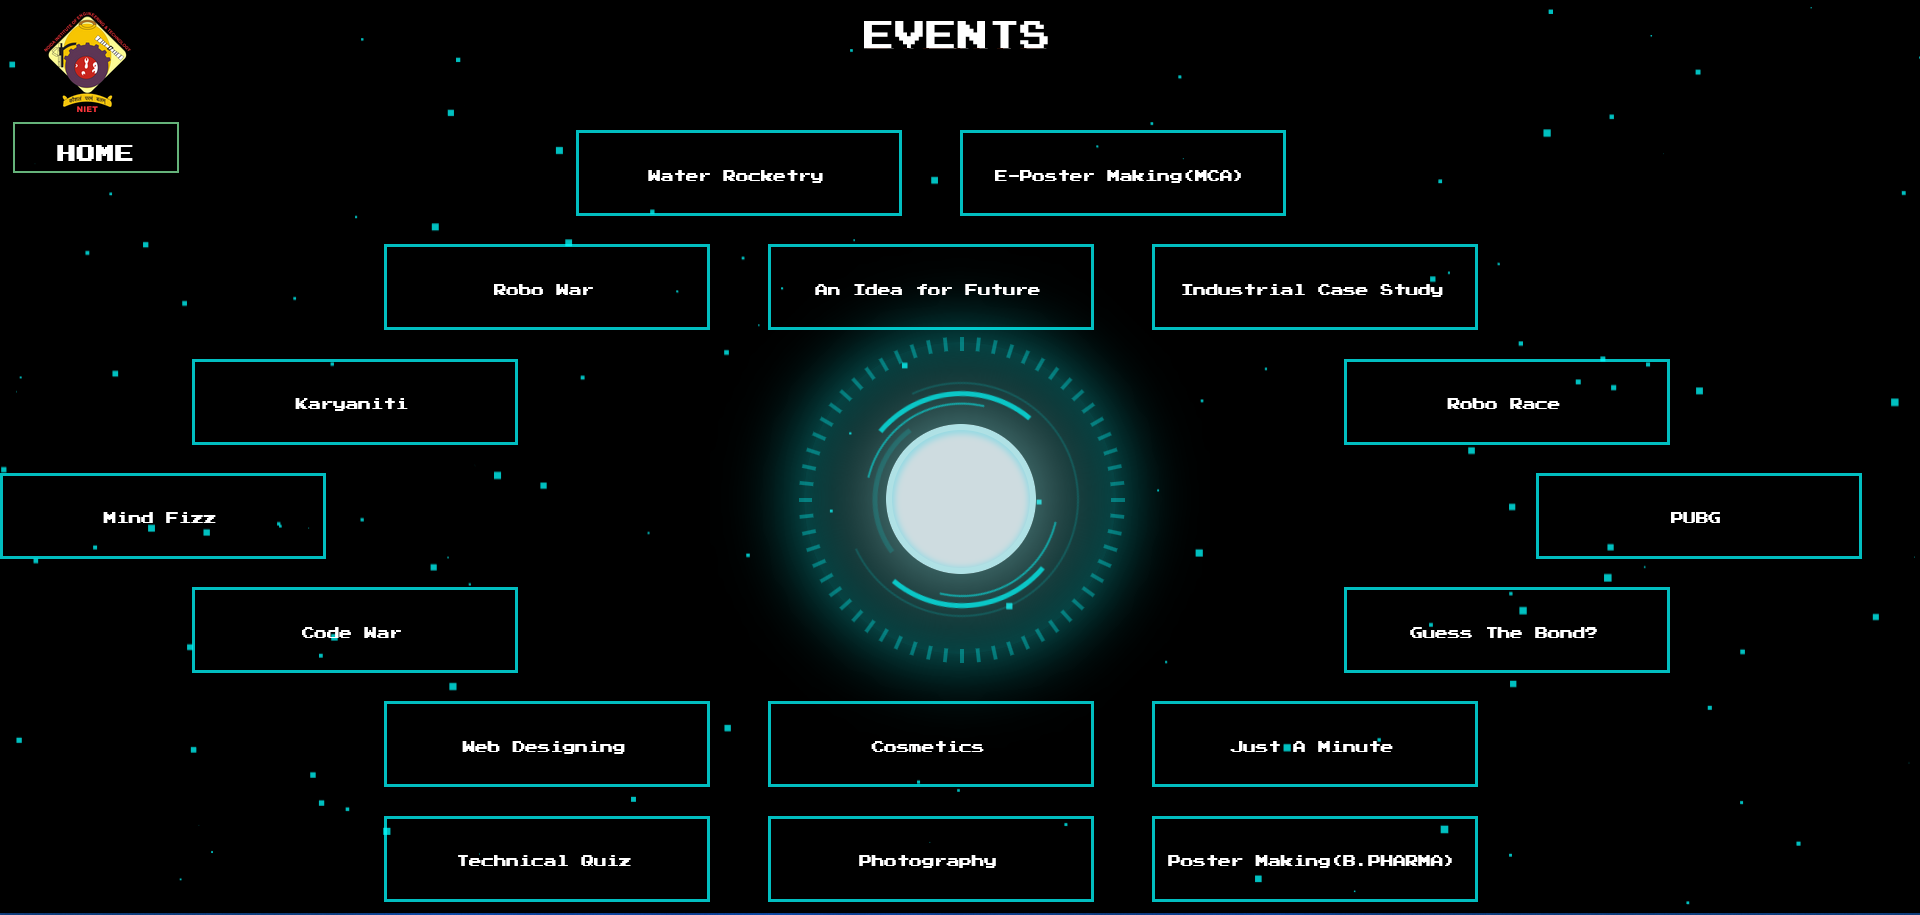 EVENTS
NIET
HOME
Water Rocketry
E-Poster Making(MCA)
Robo War
An Idea for Future
Industrial Case Study
Karyaniti
Robo Race
Mind Fizz
PUBG
Code War
Guess The Bond?
Web Designing
Cosmetics
Just A Minute
Technical Quiz
Photography
Poster Making(B.PHARMA)